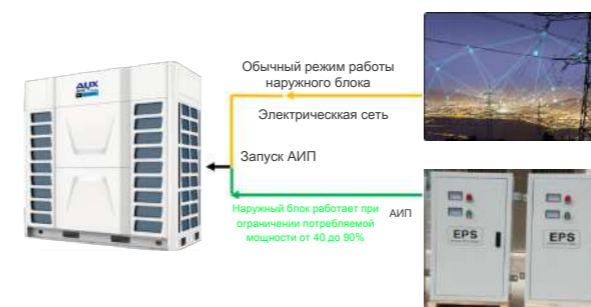 AUX
Обычный режим работы
наружного блока
Электрическкая сеть
Запуск АИП
Наружный блок работает при
ограничении потребляемой
мощности от 40 до 90%
АИП
EPS
EPS